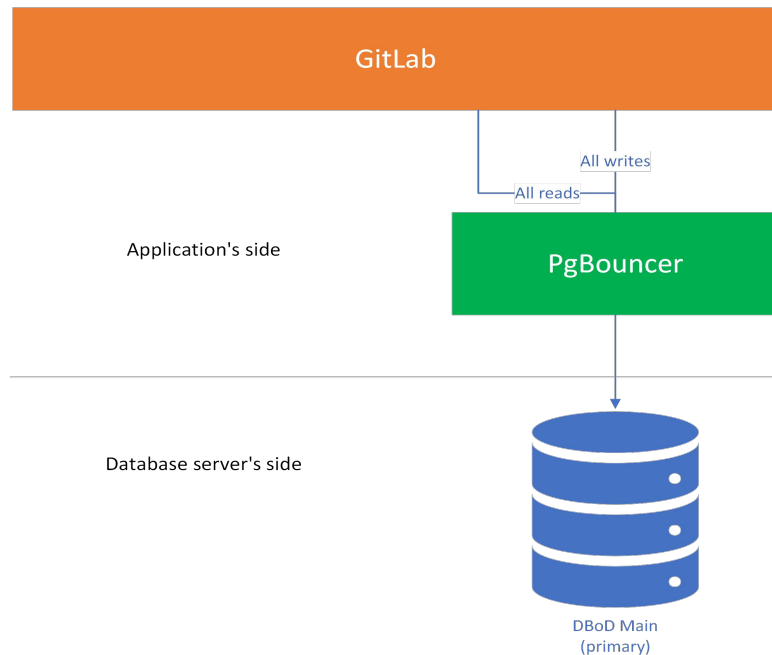 GitLab
All writes
All reads
Application's side
PgBouncer
Database server's side
DBoD Main
(primary)